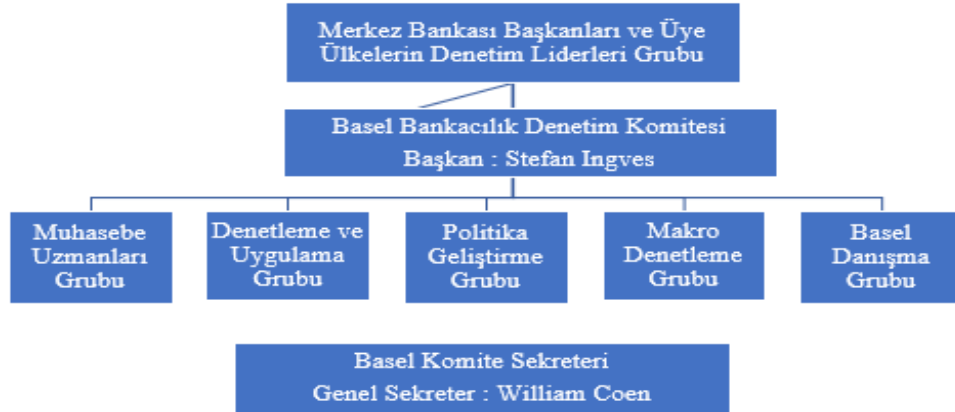 Merkez Bankası Başkanları ve Üye
Ülkelerin Denetim Liderleri Grubu
Basel Bankacılık Denetim Komitesi
Başkan : Stefan Ingves
Muhasebe
Uzmanları
Grubu
Denetleme ve
Uygulama
Grubu
Politika
Geliştirme
Grubu
Makro
Denetleme
Grubu
Basel
Danışma
Grubu
Basel Komite Sekreteri
Genel Sekreter : William Coen